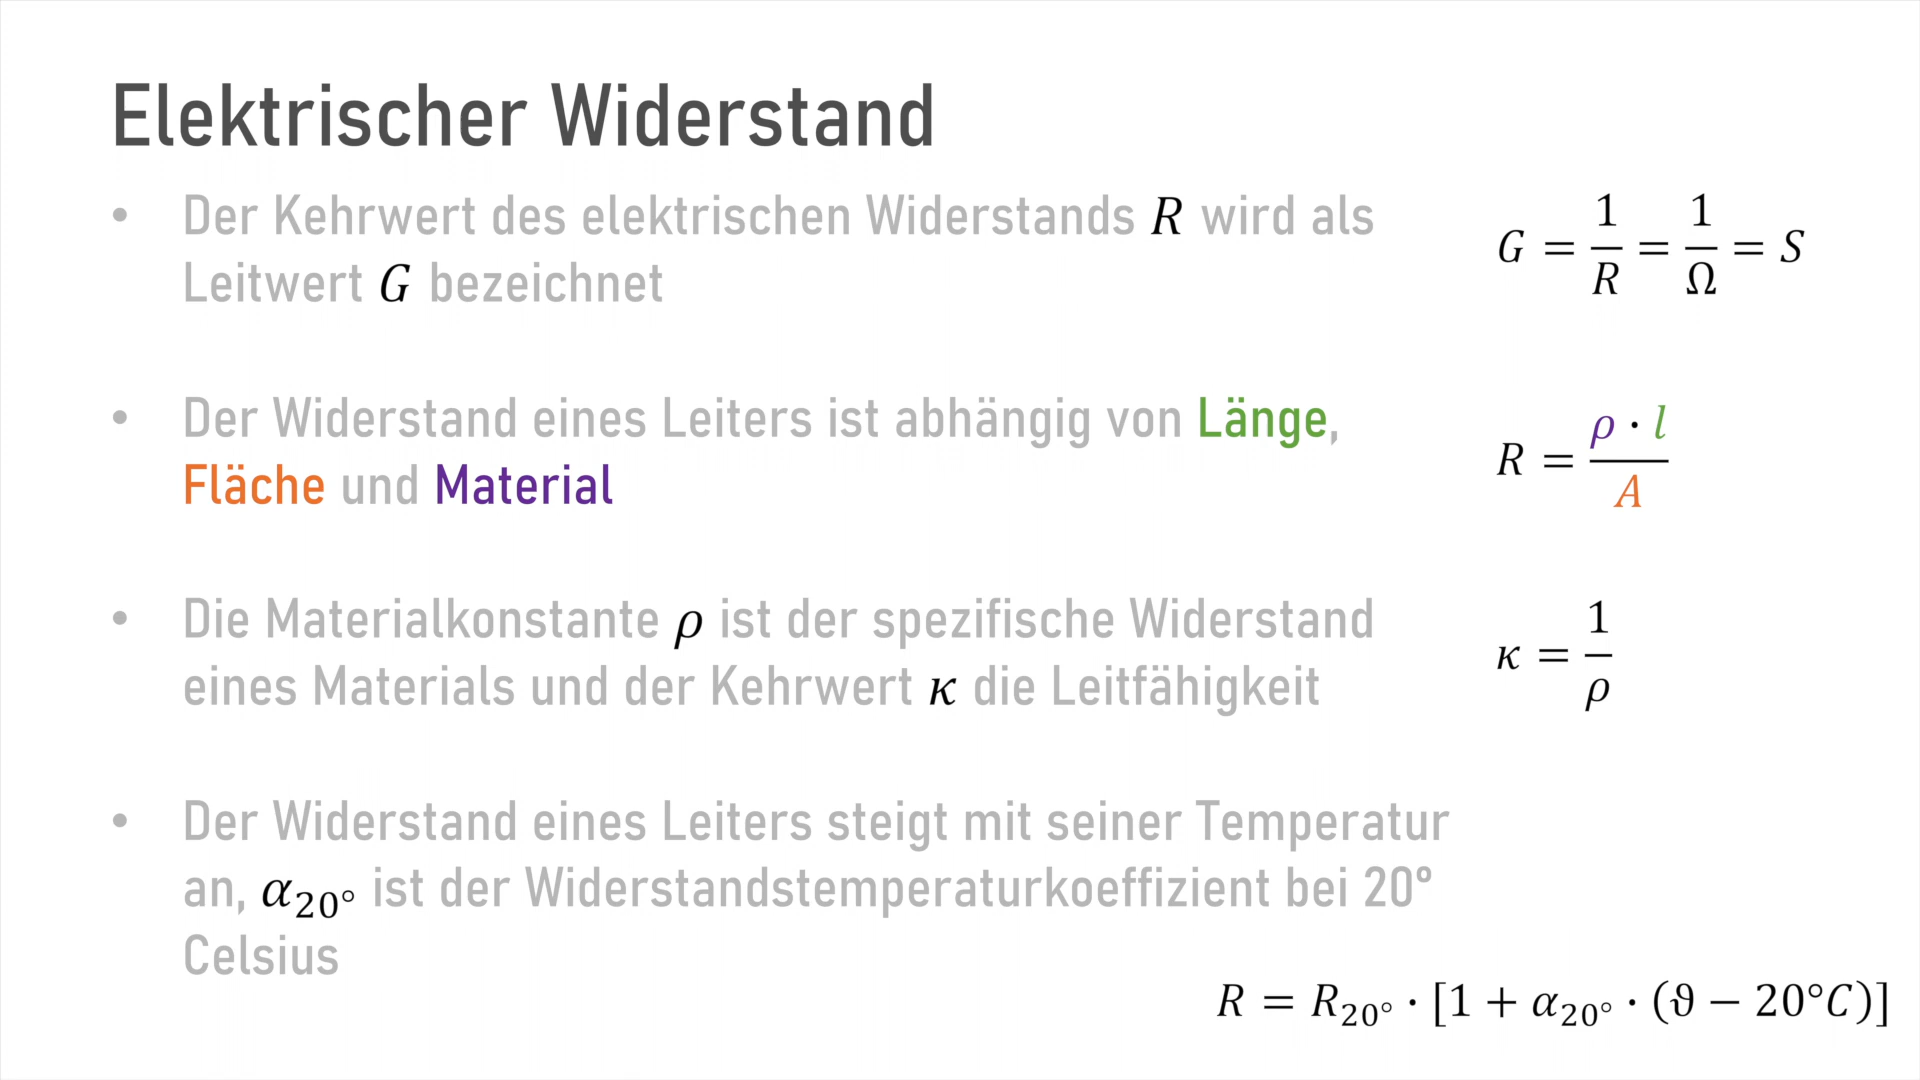 Elektrischer Widerstand
• Der Kehrwert des elektrischen Widerstands R wird als
Leitwert G bezeichnet
G = 1/R = 1/Ω = S
• Der Widerstand eines Leiters ist abhängig von Länge,
Fläche und Material
R = ρ · l / A
• Die Materialkonstante ρ ist der spezifische Widerstand
eines Materials und der Kehrwert κ die Leitfähigkeit
κ = 1/ρ
• Der Widerstand eines Leiters steigt mit seiner Temperatur
an, α₂₀° ist der Widerstandstemperaturkoeffizient bei 20°
Celsius
R = R₂₀° · [1 + α₂₀° · (ϑ − 20°C)]